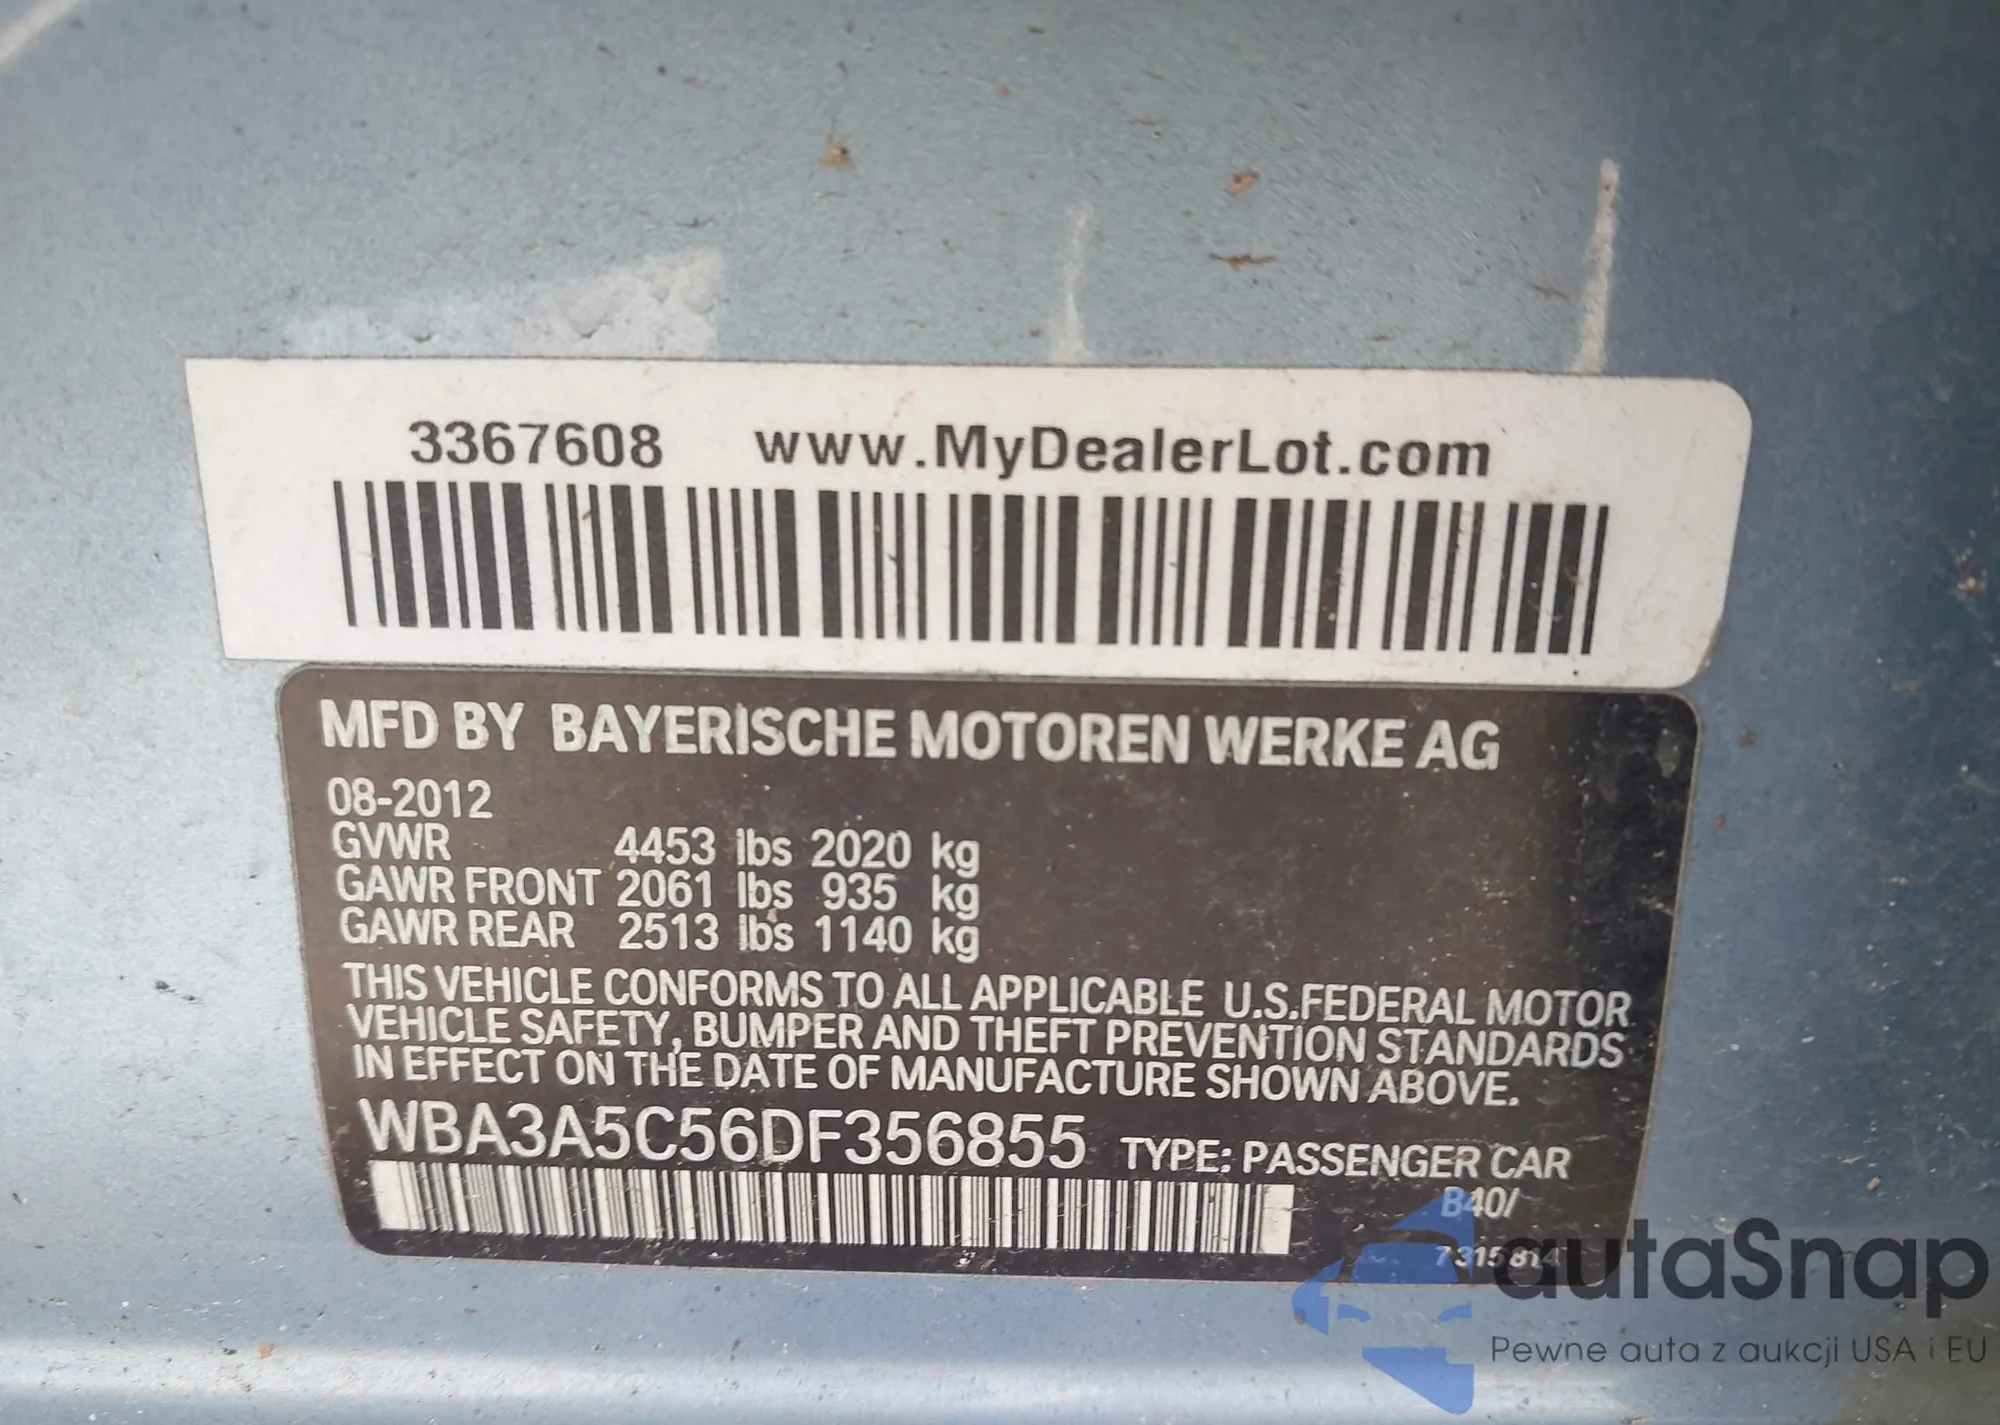 3367608 www.MyDealerLot.com
MFD BY BAYERISCHE MOTOREN WERKE AG
08-2012
GVWR 4453 lbs 2020 kg
GAWR FRONT 2061 lbs 935 kg
GAWR REAR 2513 lbs 1140 kg
THIS VEHICLE CONFORMS TO ALL APPLICABLE U.S.FEDERAL MOTOR
VEHICLE SAFETY, BUMPER AND THEFT PREVENTION STANDARDS
IN EFFECT ON THE DATE OF MANUFACTURE SHOWN ABOVE.
WBA3A5C56DF356855 TYPE: PASSENGER CAR
B40/
7 315 814
autaSnap
Pewne auta z aukcji USA i EU